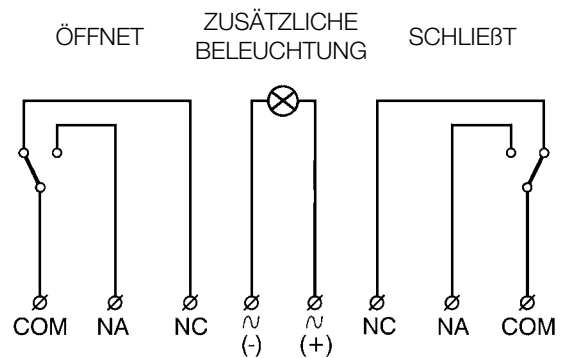 ÖFFNET
ZUSÄTZLICHE
BELEUCHTUNG
SCHLIEßT
COM NA NC ~ ~ NC NA COM
(-) (+)